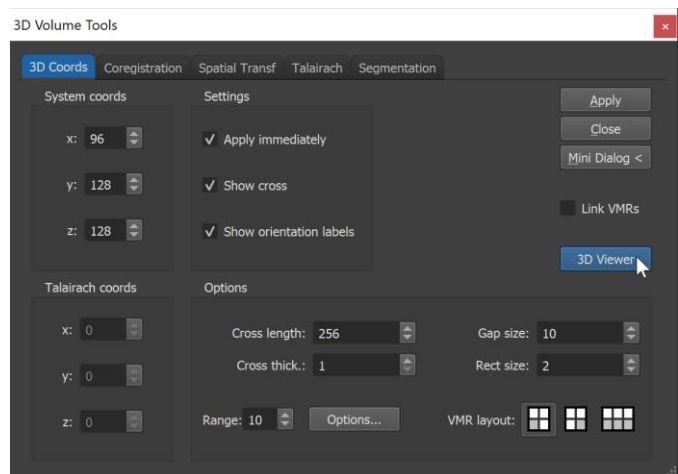 3D Volume Tools
3D Coords Coregistration Spatial Transf Talairach Segmentation
System coords
x: 96
y: 128
z: 128
Settings
Apply immediately
Show cross
Show orientation labels
Apply
Close
Mini Dialog <
Link VMRs
3D Viewer
Talairach coords
x: 0
y: 0
z: 0
Options
Cross length: 256 Gap size: 10
Cross thick.: 1 Rect size: 2
Range: 10 Options... VMR layout: